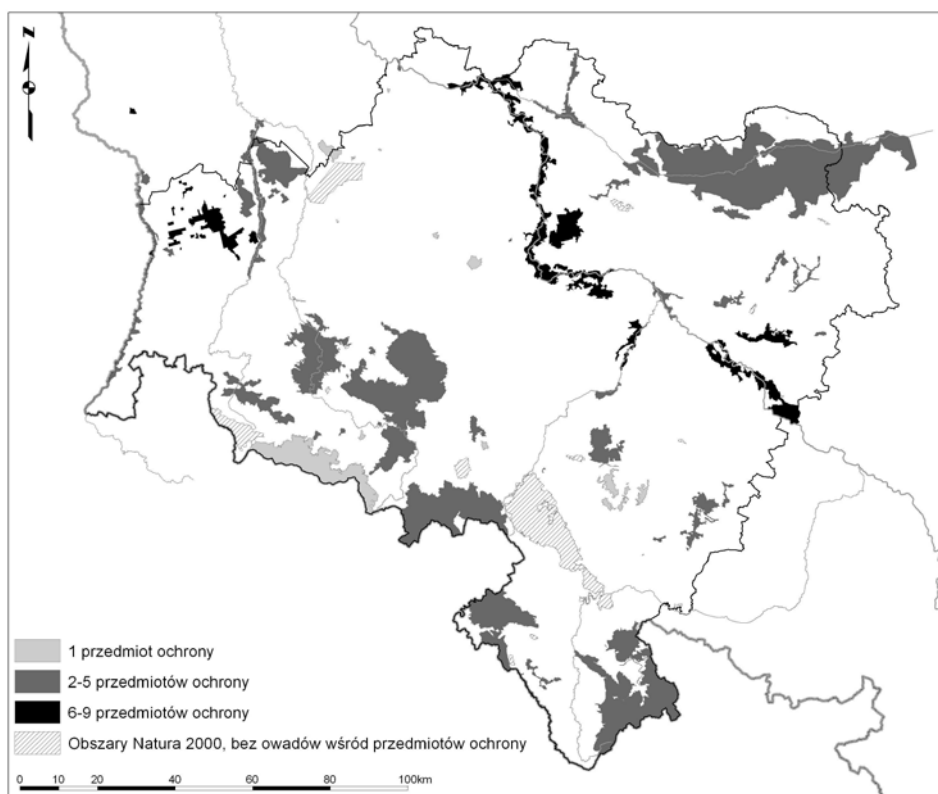 N
1 przedmiot ochrony
2-5 przedmiotów ochrony
6-9 przedmiotów ochrony
Obszary Natura 2000, bez owadów wśród przedmiotów ochrony
0 10 20 40 60 80 100km